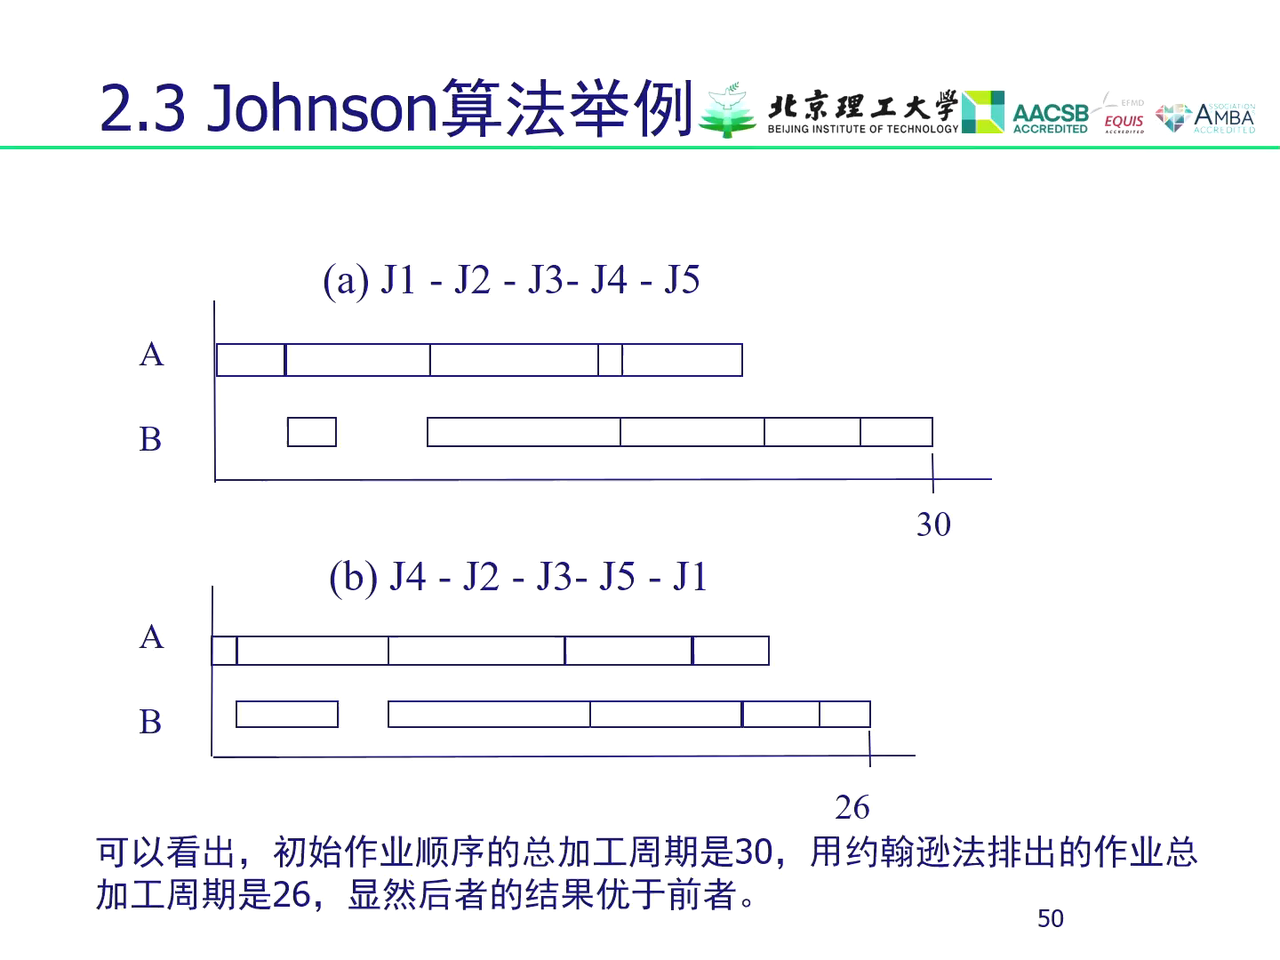 2.3 Johnson算法举例
北京理工大学
BEIJING INSTITUTE OF TECHNOLOGY
AACSB
ACCREDITED
EFMD
EQUIS
ACCREDITED
ASSOCIATION
AMBA
ACCREDITED
(a) J1 - J2 - J3- J4 - J5
A
B
30
(b) J4 - J2 - J3- J5 - J1
A
B
26
可以看出，初始作业顺序的总加工周期是30，用约翰逊法排出的作业总
加工周期是26，显然后者的结果优于前者。
50